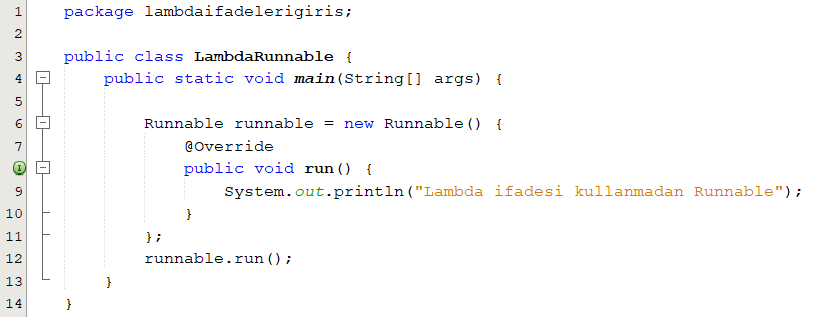 1 package lambdaifadelerigiris;
2
3 public class LambdaRunnable {
4 public static void main(String[] args) {
5
6 Runnable runnable = new Runnable() {
7 @Override
public void run() {
9 System.out.println("Lambda ifadesi kullanmadan Runnable");
10 }
11 };
12 runnable.run();
13 }
14 }